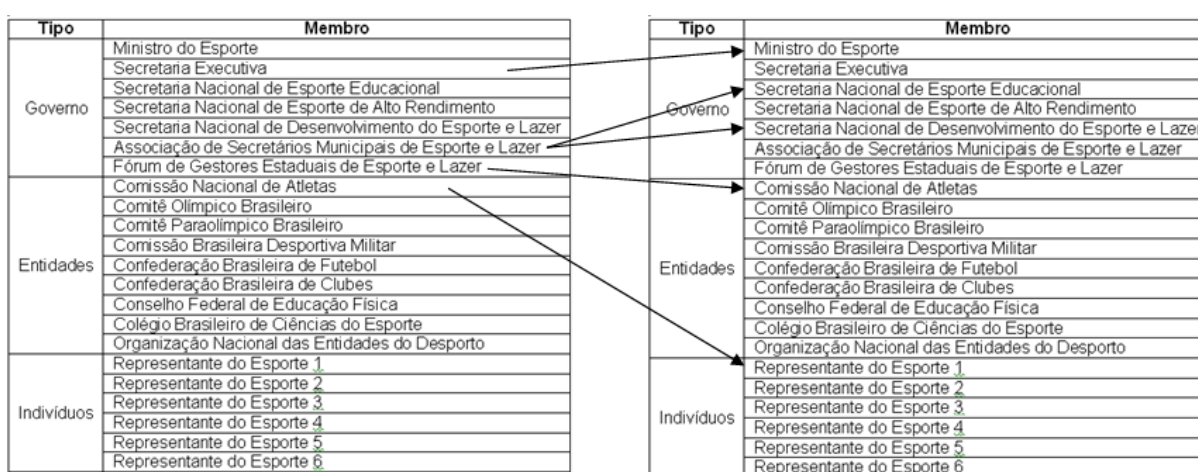 Tipo Membro
Governo
Ministro do Esporte
Secretaria Executiva
Secretaria Nacional de Esporte Educacional
Secretaria Nacional de Esporte de Alto Rendimento
Secretaria Nacional de Desenvolvimento do Esporte e Lazer
Associação de Secretários Municipais de Esporte e Lazer
Fórum de Gestores Estaduais de Esporte e Lazer
Entidades
Comissão Nacional de Atletas
Comitê Olímpico Brasileiro
Comitê Paraolímpico Brasileiro
Comissão Brasileira Desportiva Militar
Confederação Brasileira de Futebol
Confederação Brasileira de Clubes
Conselho Federal de Educação Física
Colégio Brasileiro de Ciências do Esporte
Organização Nacional das Entidades do Desporto
Indivíduos
Representante do Esporte 1
Representante do Esporte 2
Representante do Esporte 3
Representante do Esporte 4
Representante do Esporte 5
Representante do Esporte 6
Tipo Membro
Governo
Ministro do Esporte
Secretaria Executiva
Secretaria Nacional de Esporte Educacional
Secretaria Nacional de Esporte de Alto Rendimento
Secretaria Nacional de Desenvolvimento do Esporte e Lazer
Associação de Secretários Municipais de Esporte e Lazer
Fórum de Gestores Estaduais de Esporte e Lazer
Entidades
Comissão Nacional de Atletas
Comitê Olímpico Brasileiro
Comitê Paraolímpico Brasileiro
Comissão Brasileira Desportiva Militar
Confederação Brasileira de Futebol
Confederação Brasileira de Clubes
Conselho Federal de Educação Física
Colégio Brasileiro de Ciências do Esporte
Organização Nacional das Entidades do Desporto
Indivíduos
Representante do Esporte 1
Representante do Esporte 2
Representante do Esporte 3
Representante do Esporte 4
Representante do Esporte 5
Representante do Esporte 6